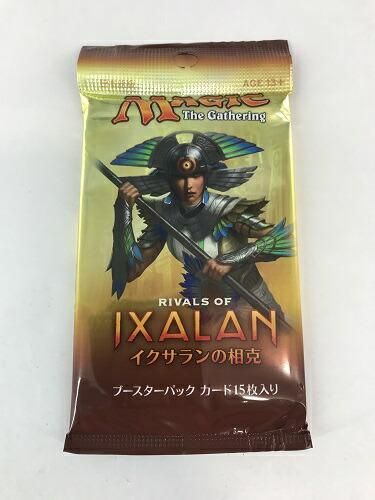 AGE 13+
MAGIC
The Gathering
RIVALS OF
IXALAN
イクサランの相克
ブースターパック カード15枚入り